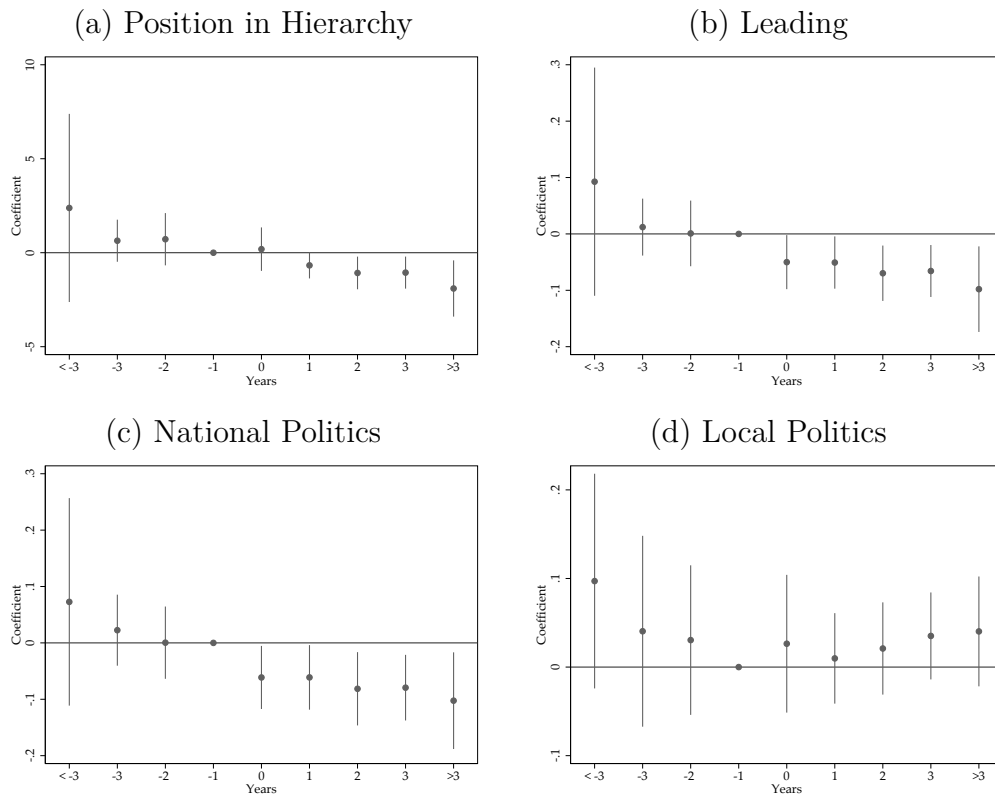 (a) Position in Hierarchy
10
5
0
-5
Coefficient
< -3 -3 -2 -1 0 1 2 3 >3
Years
(b) Leading
.3
.2
.1
0
-.1
-.2
Coefficient
< -3 -3 -2 -1 0 1 2 3 >3
Years
(c) National Politics
.3
.2
.1
0
-.1
-.2
Coefficient
< -3 -3 -2 -1 0 1 2 3 >3
Years
(d) Local Politics
.2
.1
0
-.1
Coefficient
< -3 -3 -2 -1 0 1 2 3 >3
Years